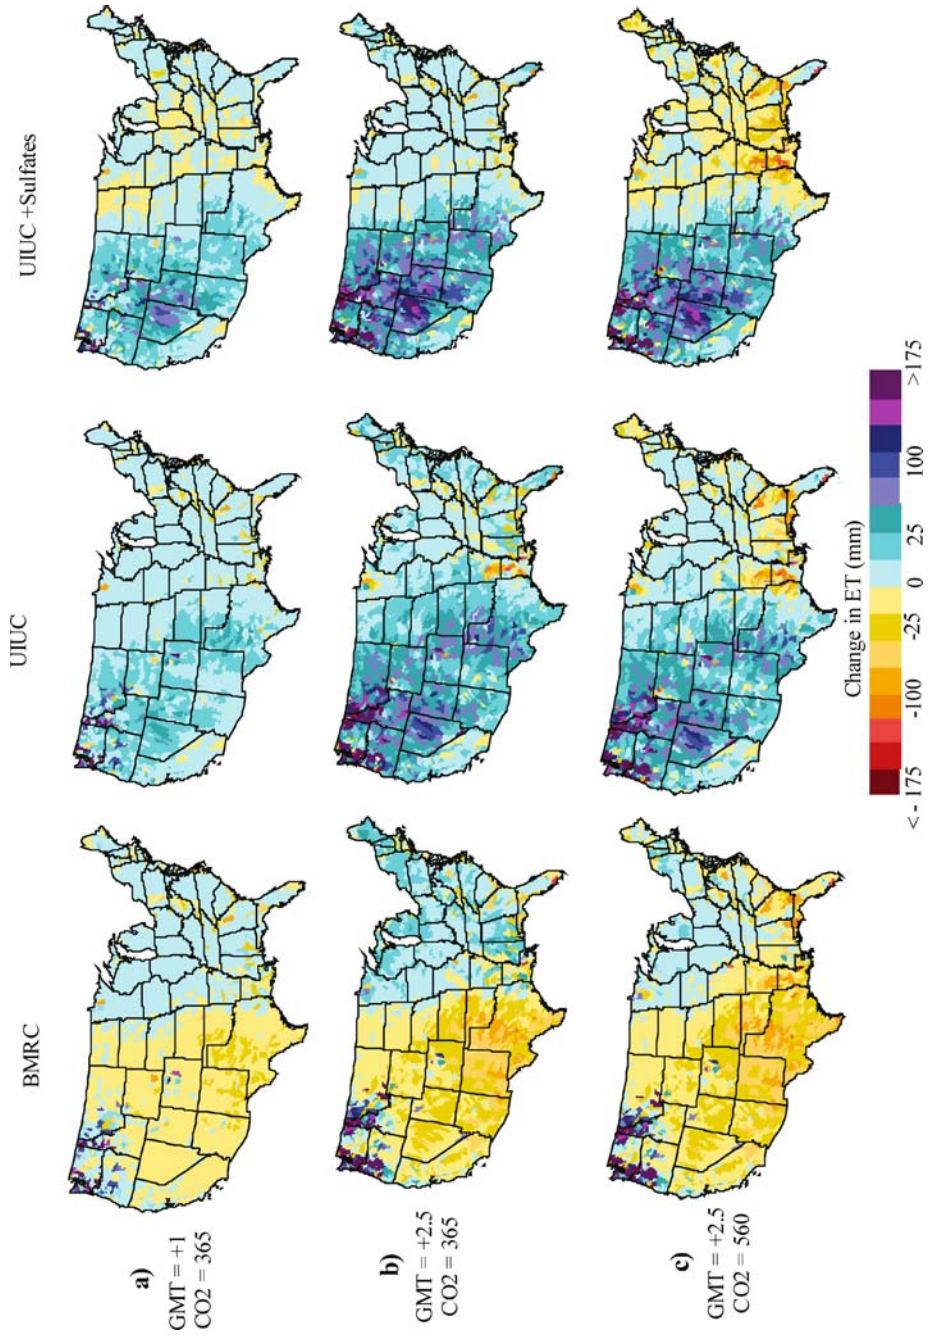 BMRC
UIUC
UIUC +Sulfates
a)
GMT = +1
CO2 = 365
b)
GMT = +2.5
CO2 = 365
c)
GMT = +2.5
CO2 = 560
Change in ET (mm)
< - 175
-100
-25
0
25
100
>175